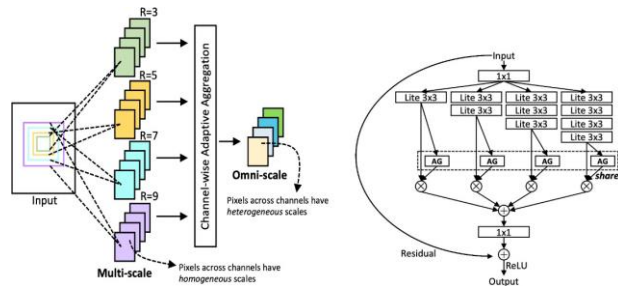 R=3
R=5
R=7
R=9
Input
Multi-scale
Channel-wise Adaptive Aggregation
Omni-scale
Pixels across channels have
heterogeneous scales
Pixels across channels have
homogeneous scales
Input
1x1
Lite 3x3 Lite 3x3 Lite 3x3 Lite 3x3
Lite 3x3 Lite 3x3 Lite 3x3
Lite 3x3 Lite 3x3
Lite 3x3
AG AG AG AG
share
1x1
Residual
ReLU
Output